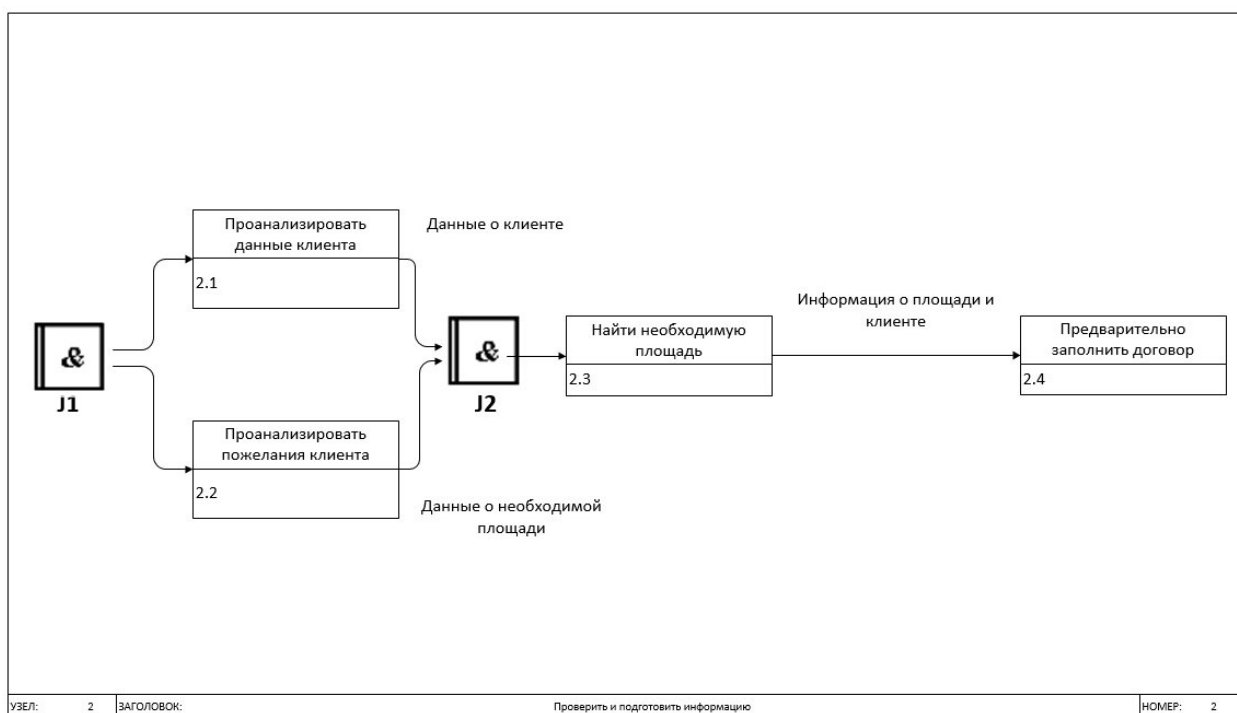 Проанализировать
данные клиента
2.1
Данные о клиенте
&
J1
&
J2
Проанализировать
пожелания клиента
2.2
Данные о необходимой
площади
Найти необходимую
площадь
2.3
Информация о площади и
клиенте
Предварительно
заполнить договор
2.4
УЗЕЛ: 2 ЗАГОЛОВОК: Проверить и подготовить информацию НОМЕР: 2